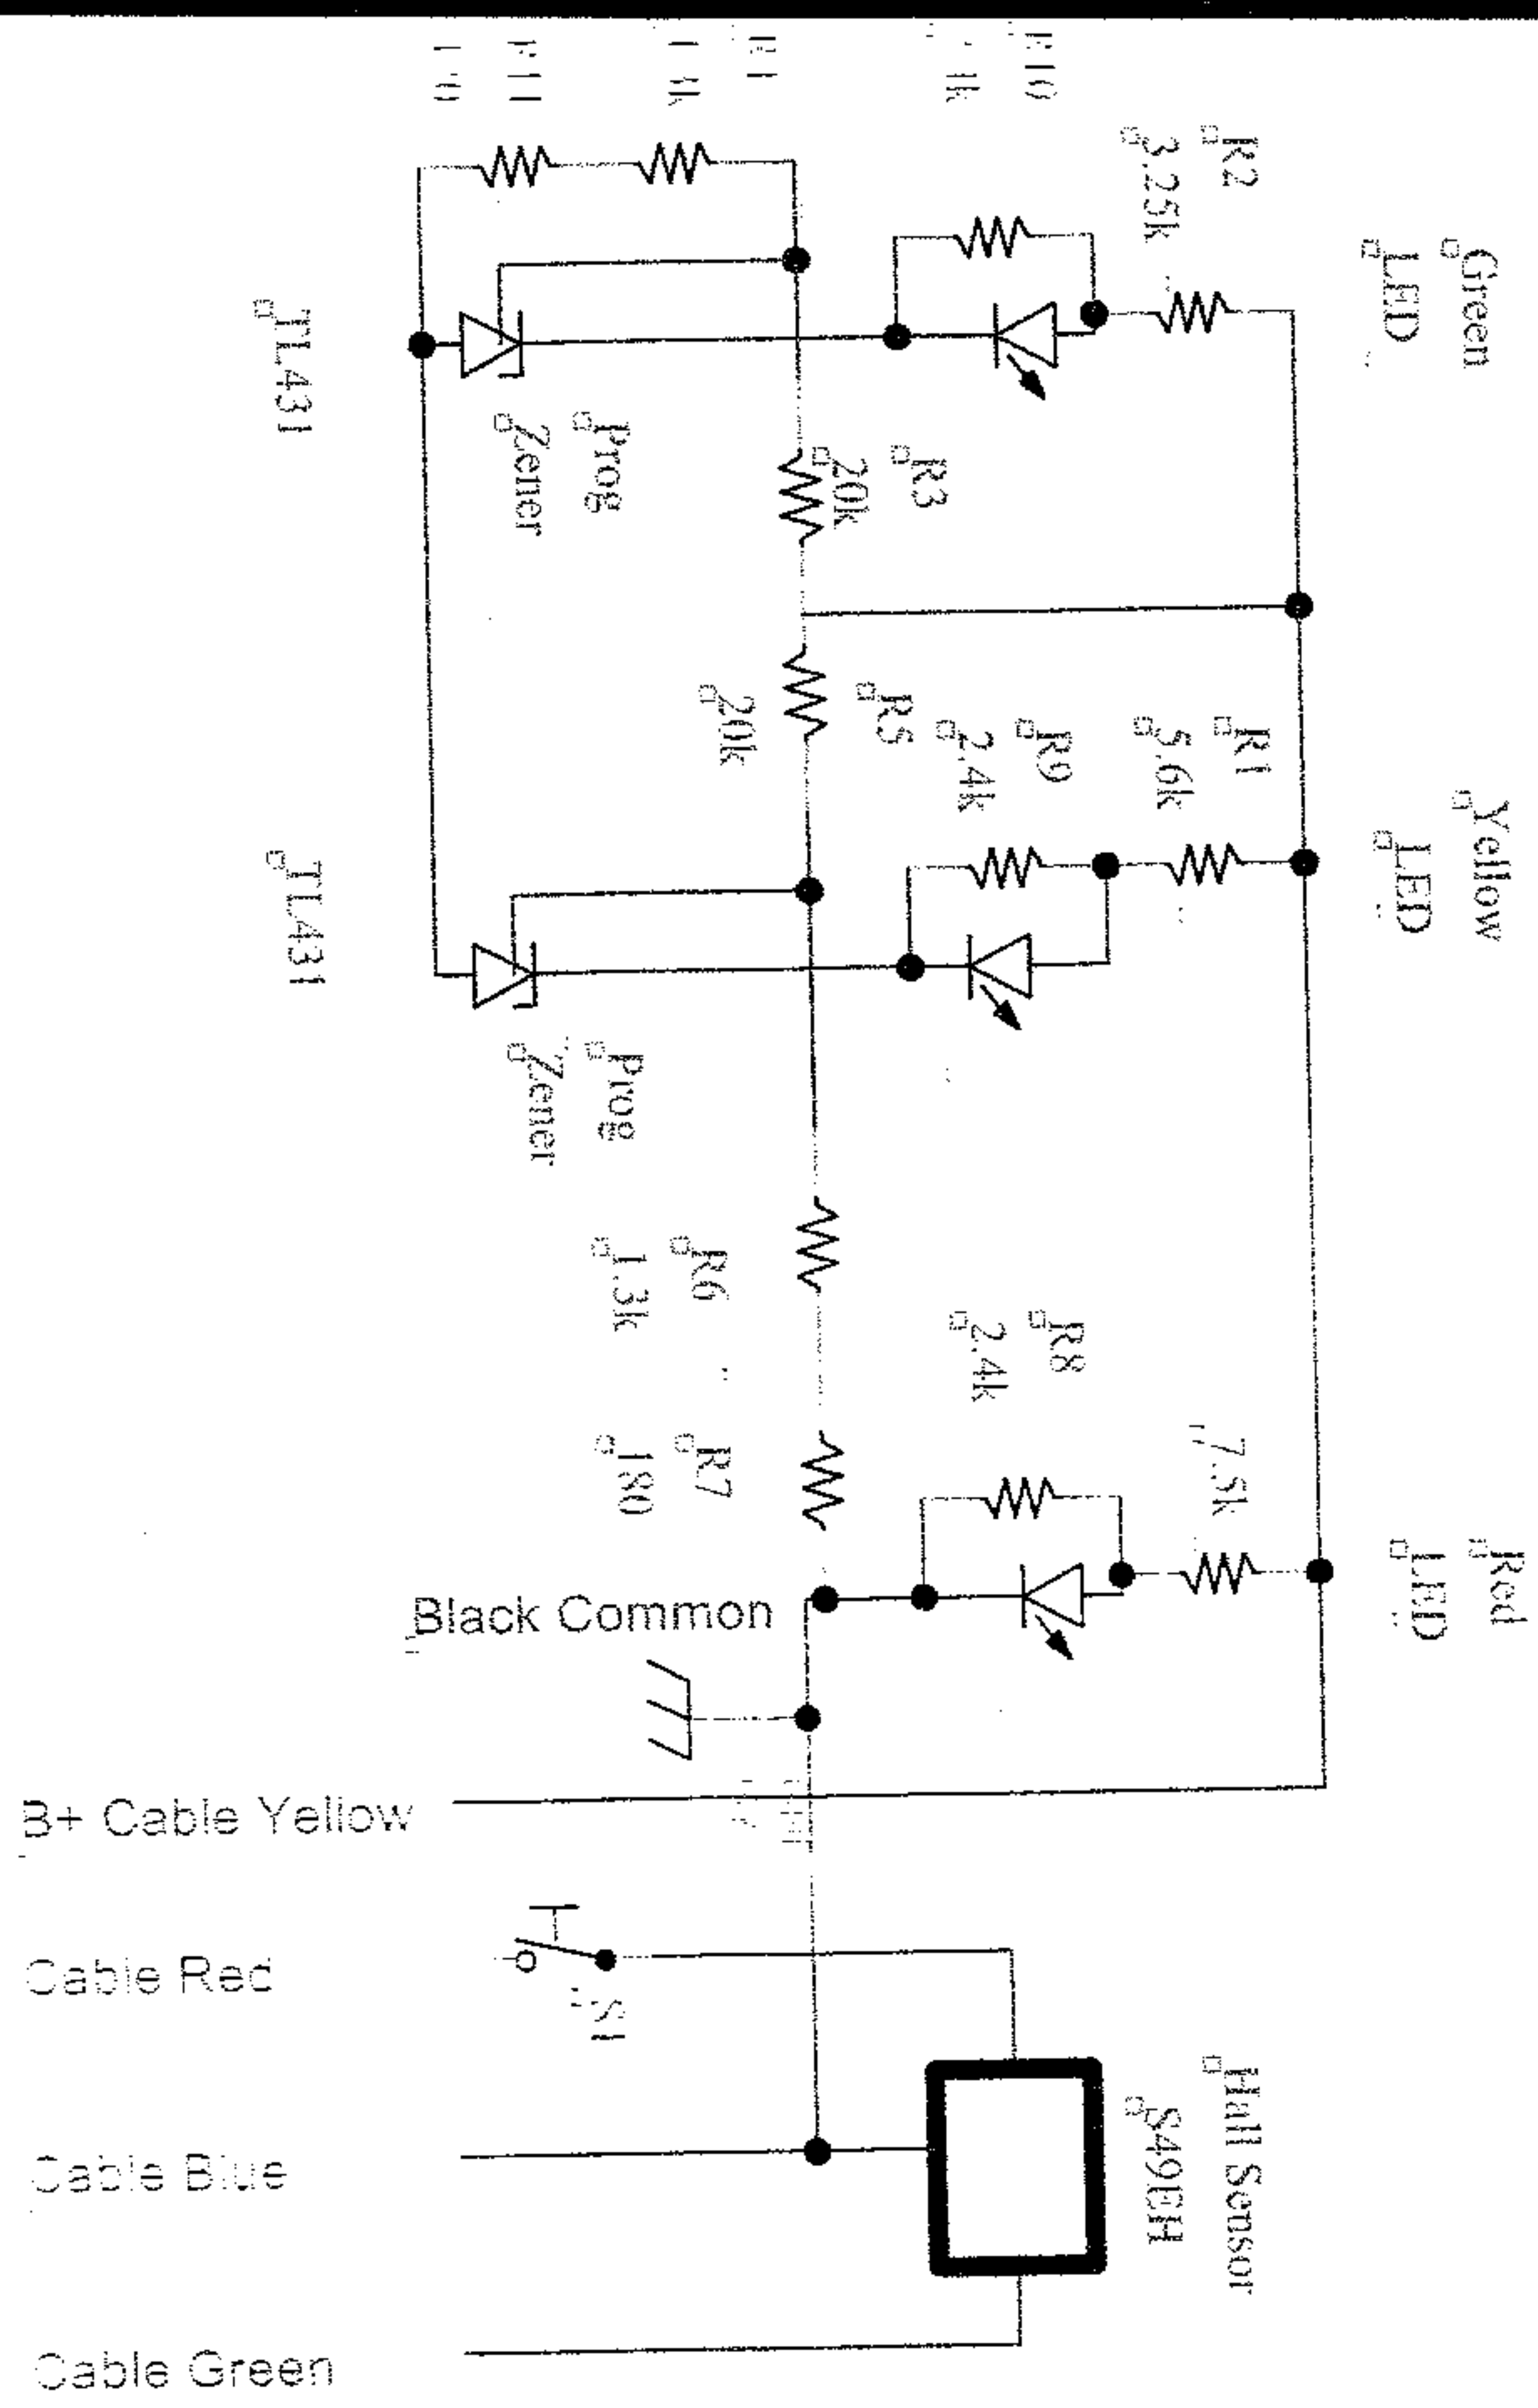 R2
3.25k
Green
LED
TL431
Prog
Zener
R3
20k
R5
20k
R9
2.4k
R1
5.6k
Yellow
LED
TL431
Prog
Zener
R6
1.3k
R8
2.4k
R7
180
7.5k
Red
LED
Black Common
B+ Cable Yellow
Cable Red
S1
Hall Sensor
S49EH
Cable Blue
Cable Green